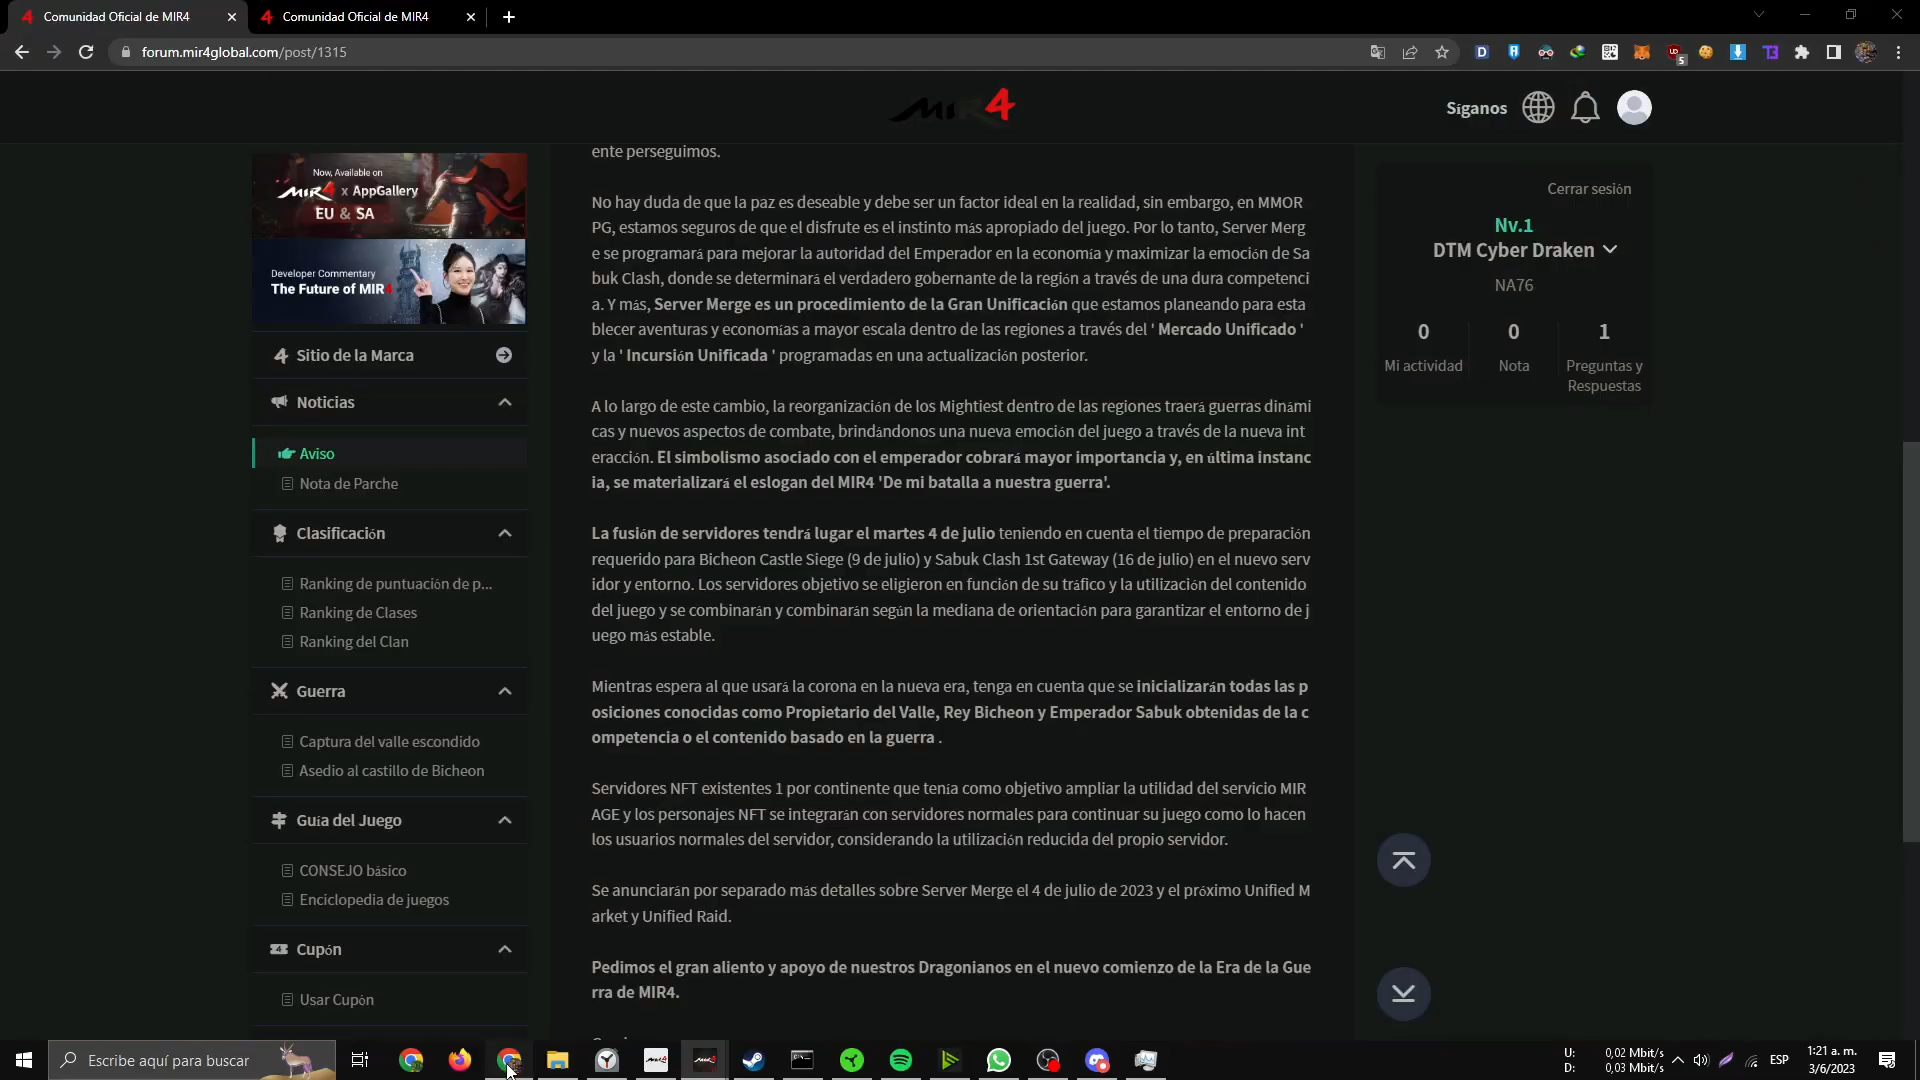 Comunidad Oficial de MIR4
Comunidad Oficial de MIR4
forum.mir4global.com/post/1315
MIR4
Síganos
Now, Available on
MIR4 x AppGallery
EU & SA
Developer Commentary
The Future of MIR4
Sitio de la Marca
Noticias
Aviso
Nota de Parche
Clasificación
Ranking de puntuación de p...
Ranking de Clases
Ranking del Clan
Guerra
Captura del valle escondido
Asedio al castillo de Bicheon
Guía del Juego
CONSEJO básico
Enciclopedia de juegos
Cupón
Usar Cupón
ente perseguimos.
No hay duda de que la paz es deseable y debe ser un factor ideal en la realidad, sin embargo, en MMOR
PG, estamos seguros de que el disfrute es el instinto más apropiado del juego. Por lo tanto, Server Merg
e se programará para mejorar la autoridad del Emperador en la economía y maximizar la emoción de Sa
buk Clash, donde se determinará el verdadero gobernante de la región a través de una dura competenci
a. Y más, Server Merge es un procedimiento de la Gran Unificación que estamos planeando para esta
blecer aventuras y economías a mayor escala dentro de las regiones a través del ' Mercado Unificado '
y la ' Incursión Unificada ' programadas en una actualización posterior.
A lo largo de este cambio, la reorganización de los Mightiest dentro de las regiones traerá guerras dinámi
cas y nuevos aspectos de combate, brindándonos una nueva emoción del juego a través de la nueva int
eracción. El simbolismo asociado con el emperador cobrará mayor importancia y, en última instanc
ia, se materializará el eslogan del MIR4 'De mi batalla a nuestra guerra'.
La fusión de servidores tendrá lugar el martes 4 de julio teniendo en cuenta el tiempo de preparación
requerido para Bicheon Castle Siege (9 de julio) y Sabuk Clash 1st Gateway (16 de julio) en el nuevo serv
idor y entorno. Los servidores objetivo se eligieron en función de su tráfico y la utilización del contenido
del juego y se combinarán y combinarán según la mediana de orientación para garantizar el entorno de j
uego más estable.
Mientras espera al que usará la corona en la nueva era, tenga en cuenta que se inicializarán todas las p
osiciones conocidas como Propietario del Valle, Rey Bicheon y Emperador Sabuk obtenidas de la c
ompetencia o el contenido basado en la guerra .
Servidores NFT existentes 1 por continente que tenía como objetivo ampliar la utilidad del servicio MIR
AGE y los personajes NFT se integrarán con servidores normales para continuar su juego como lo hacen
los usuarios normales del servidor, considerando la utilización reducida del propio servidor.
Se anunciarán por separado más detalles sobre Server Merge el 4 de julio de 2023 y el próximo Unified M
arket y Unified Raid.
Pedimos el gran aliento y apoyo de nuestros Dragonianos en el nuevo comienzo de la Era de la Gue
rra de MIR4.
Cerrar sesión
Nv.1
DTM Cyber Draken
NA76
0 0 1
Mi actividad Nota Preguntas y
Respuestas
Escribe aquí para buscar
U: 0,02 Mbit/s
D: 0,03 Mbit/s
ESP
1:21 a. m.
3/6/2023